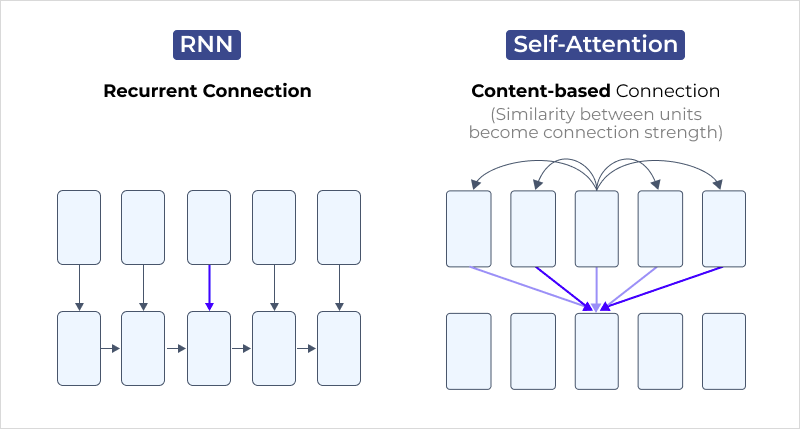 RNN
Recurrent Connection
Self-Attention
Content-based Connection
(Similarity between units
become connection strength)